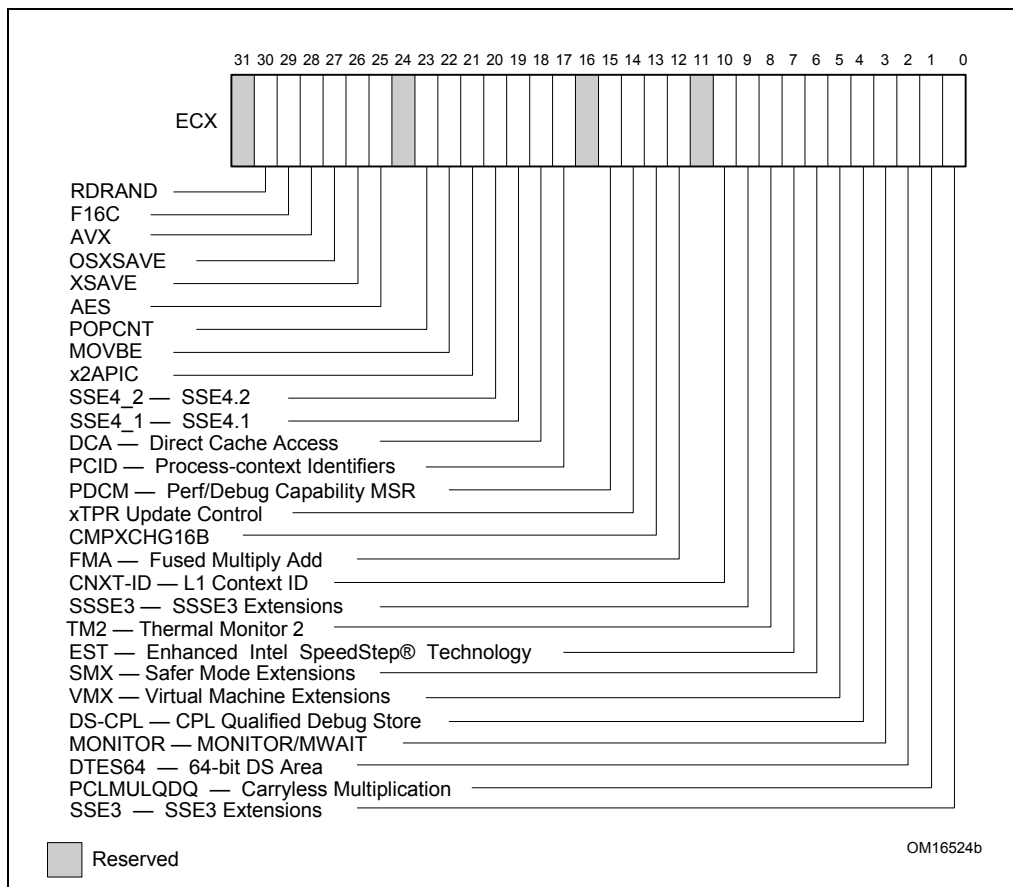 31 30 29 28 27 26 25 24 23 22 21 20 19 18 17 16 15 14 13 12 11 10 9 8 7 6 5 4 3 2 1 0
ECX
RDRAND
F16C
AVX
OSXSAVE
XSAVE
AES
POPCNT
MOVBE
x2APIC
SSE4_2 — SSE4.2
SSE4_1 — SSE4.1
DCA — Direct Cache Access
PCID — Process-context Identifiers
PDCM — Perf/Debug Capability MSR
xTPR Update Control
CMPXCHG16B
FMA — Fused Multiply Add
CNXT-ID — L1 Context ID
SSSE3 — SSSE3 Extensions
TM2 — Thermal Monitor 2
EST — Enhanced Intel SpeedStep® Technology
SMX — Safer Mode Extensions
VMX — Virtual Machine Extensions
DS-CPL — CPL Qualified Debug Store
MONITOR — MONITOR/MWAIT
DTES64 — 64-bit DS Area
PCLMULQDQ — Carryless Multiplication
SSE3 — SSE3 Extensions
OM16524b
Reserved